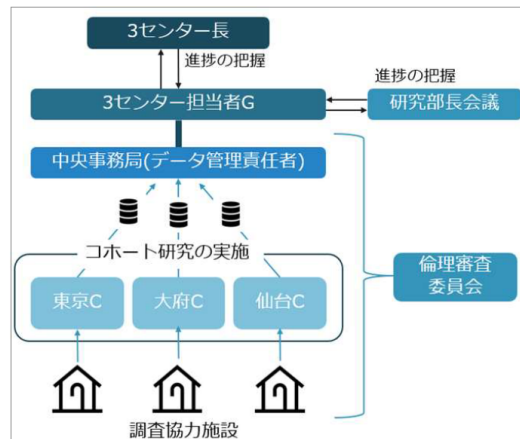 3センター長
進捗の把握
進捗の把握
3センター担当者G
研究部長会議
中央事務局(データ管理責任者)
コホート研究の実施
倫理審査
委員会
東京C
大府C
仙台C
調査協力施設